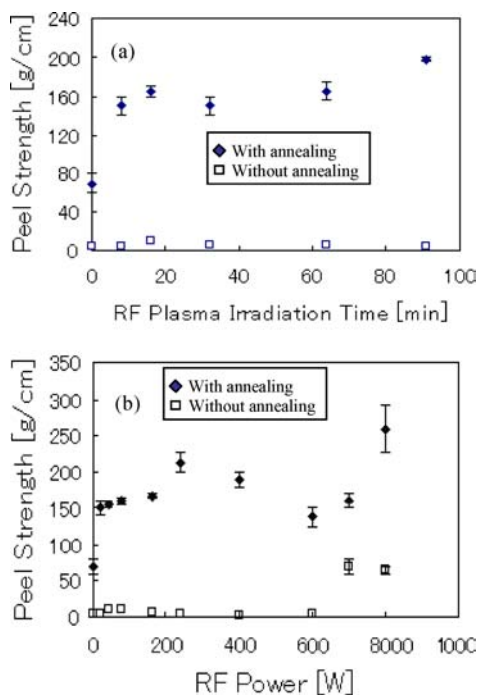 (a)
Peel Strength [g/cm]
240
200
160
120
80
40
0
With annealing
Without annealing
0 20 40 60 80 100
RF Plasma Irradiation Time [min]
(b)
Peel Strength [g/cm]
350
300
250
200
150
100
50
0
With annealing
Without annealing
0 200 400 600 8000 1000
RF Power [W]